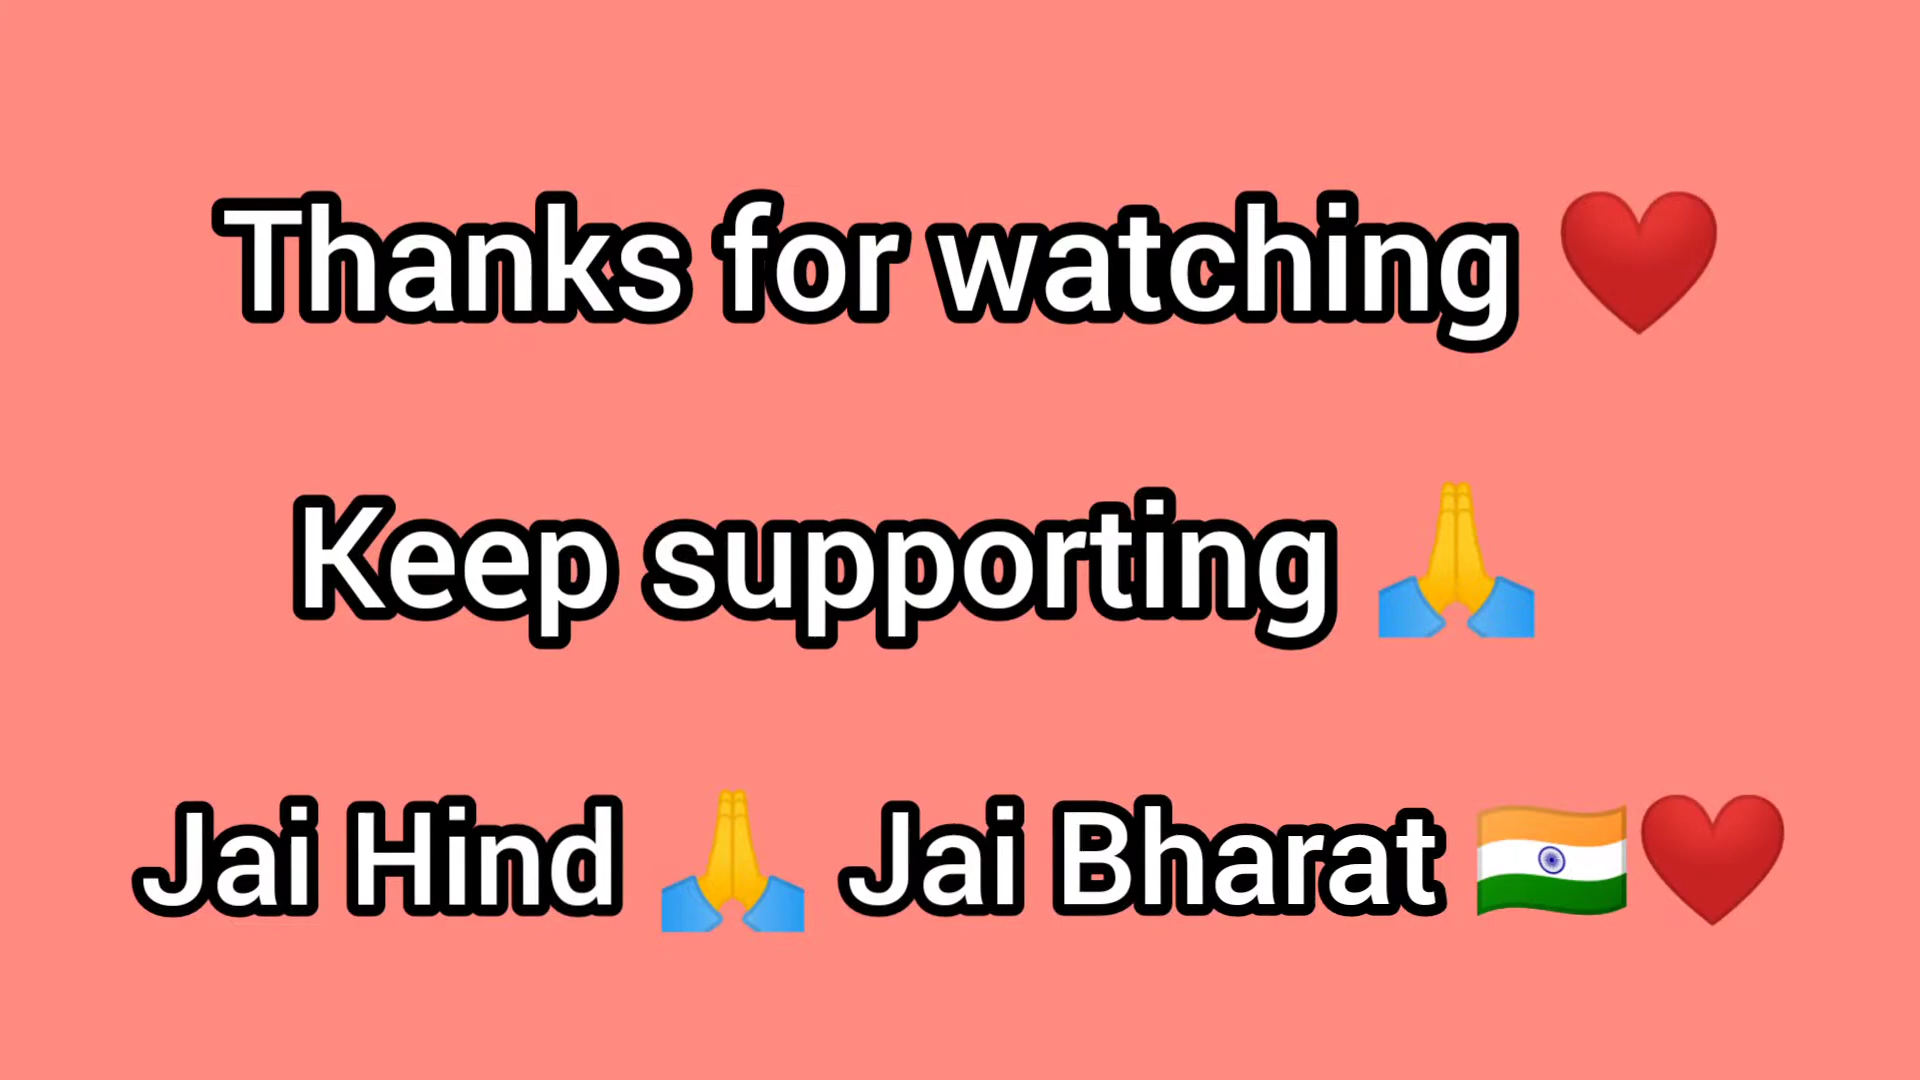 Thanks for watching ❤️
Keep supporting 🙏
Jai Hind 🙏 Jai Bharat 🇮🇳❤️